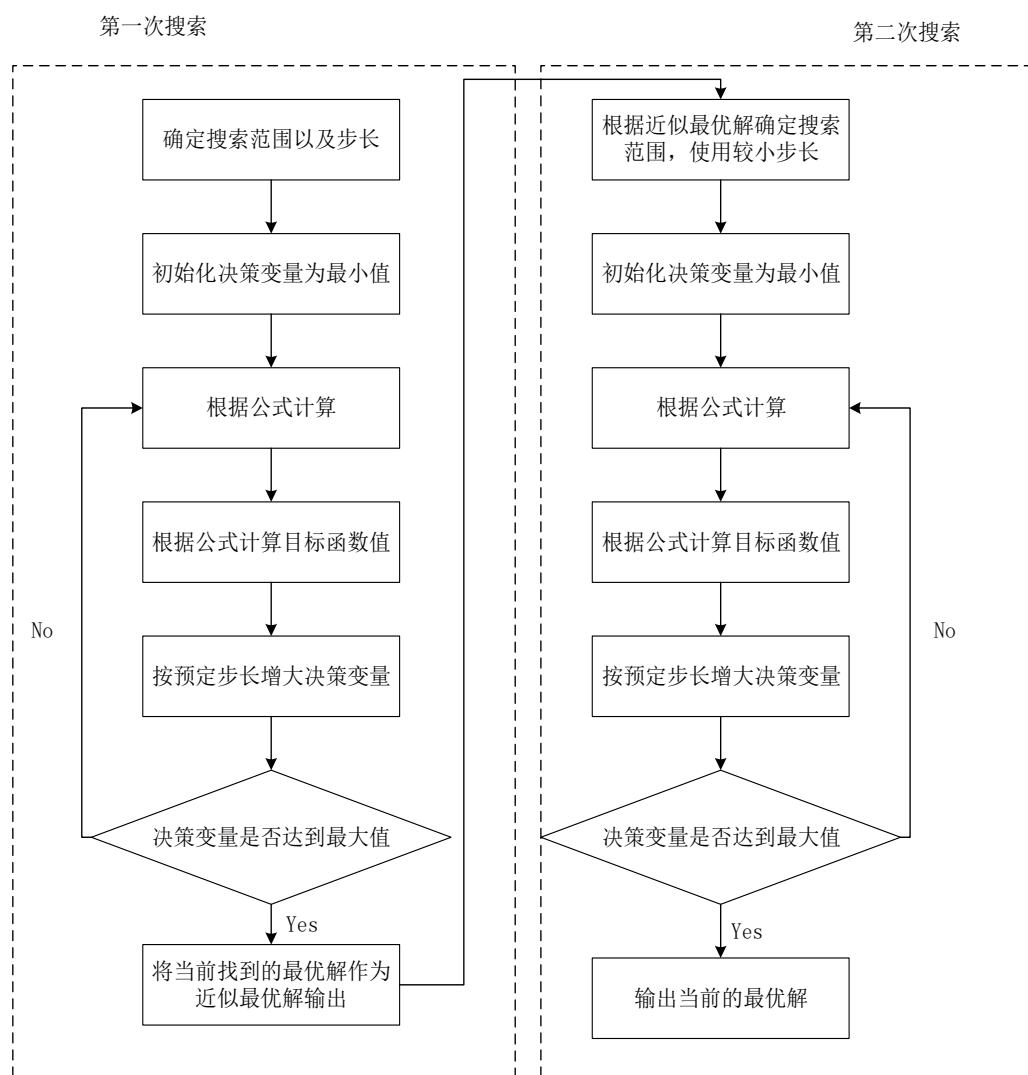 第一次搜索
确定搜索范围以及步长
初始化决策变量为最小值
根据公式计算
根据公式计算目标函数值
No
按预定步长增大决策变量
决策变量是否达到最大值
Yes
将当前找到的最优解作为
近似最优解输出
第二次搜索
根据近似最优解确定搜索
范围，使用较小步长
初始化决策变量为最小值
根据公式计算
根据公式计算目标函数值
No
按预定步长增大决策变量
决策变量是否达到最大值
Yes
输出当前的最优解